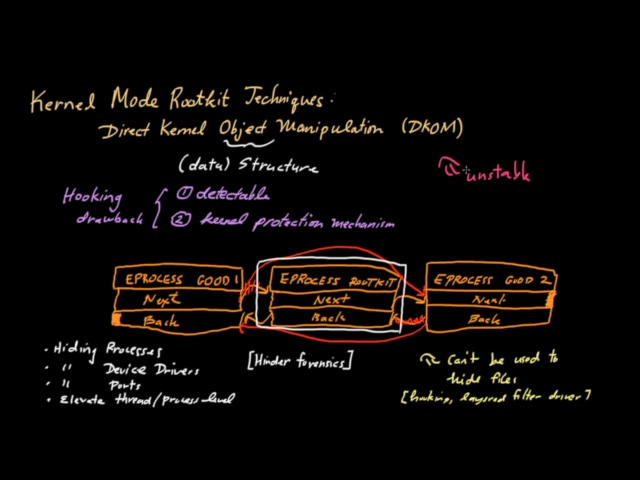 Kernel Mode Rootkit Techniques:
Direct Kernel Object Manipulation (DKOM)
(data) Structure
unstable
Hooking drawback
① detectable
② kernel protection mechanism
EPROCESS GOOD 1
Next
Back
EPROCESS ROOTKIT
Next
Back
EPROCESS GOOD 2
Next
Back
• Hiding Processes
• " Device Drivers
• " Ports
• Elevate thread/process-level
[Hinder forensics]
Can't be used to
hide files
[hooking, layered filter driver?]